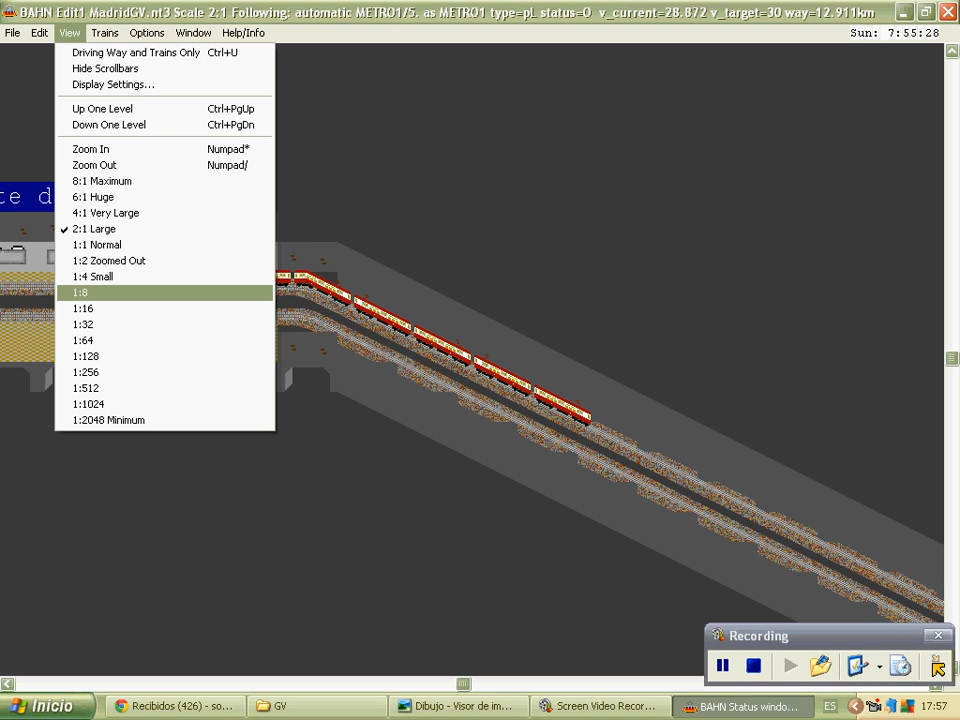 BAHN Edit1 MadridGV.nt3 Scale 2:1 Following: automatic METRO1/5. as METRO1 type=pL status=0 v_current=28.872 v_target=30 way=12.911km
File Edit View Trains Options Window Help/Info
Sun: 7:55:28
Driving Way and Trains Only Ctrl+U
Hide Scrollbars
Display Settings...
Up One Level Ctrl+PgUp
Down One Level Ctrl+PgDn
Zoom In Numpad*
Zoom Out Numpad/
8:1 Maximum
6:1 Huge
te d
4:1 Very Large
2:1 Large
1:1 Normal
1:2 Zoomed Out
1:4 Small
1:8
1:16
1:32
1:64
1:128
1:256
1:512
1:1024
1:2048 Minimum
Recording
Inicio
Recibidos (426) - so...
GV
Dibujo - Visor de im...
Screen Video Recor...
BAHN Status windo...
ES
17:57